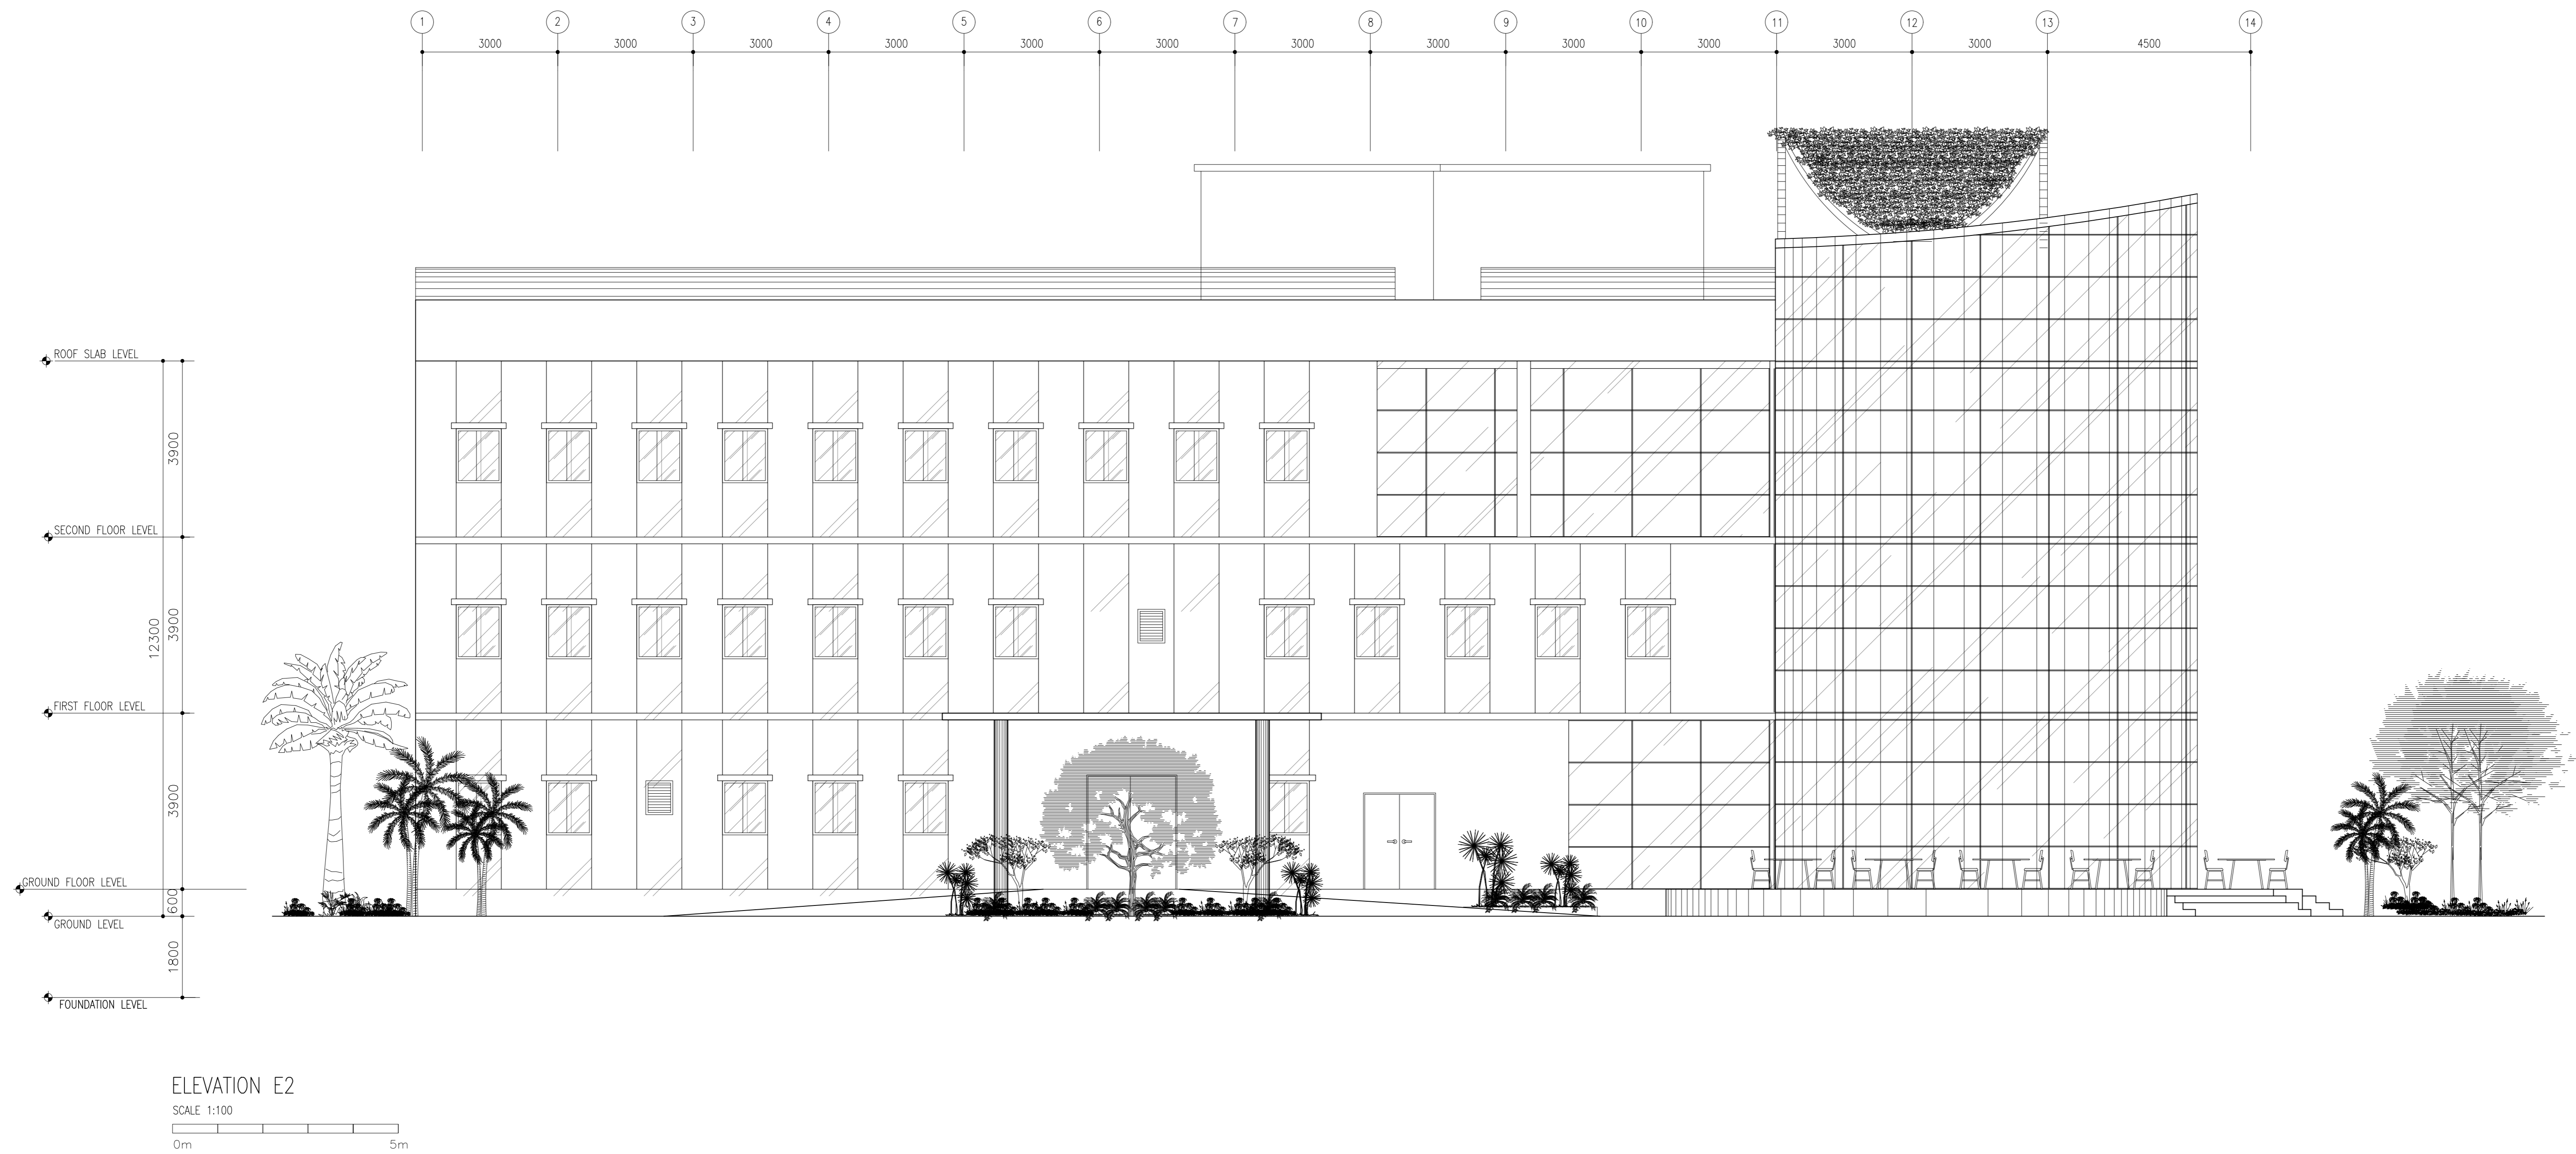 1 2 3 4 5 6 7 8 9 10 11 12 13 14
3000 3000 3000 3000 3000 3000 3000 3000 3000 3000 3000 3000 4500
ROOF SLAB LEVEL
3900
SECOND FLOOR LEVEL
3900
12300
FIRST FLOOR LEVEL
3900
GROUND FLOOR LEVEL
600
GROUND LEVEL
1800
FOUNDATION LEVEL
ELEVATION E2
SCALE 1:100
0m 5m